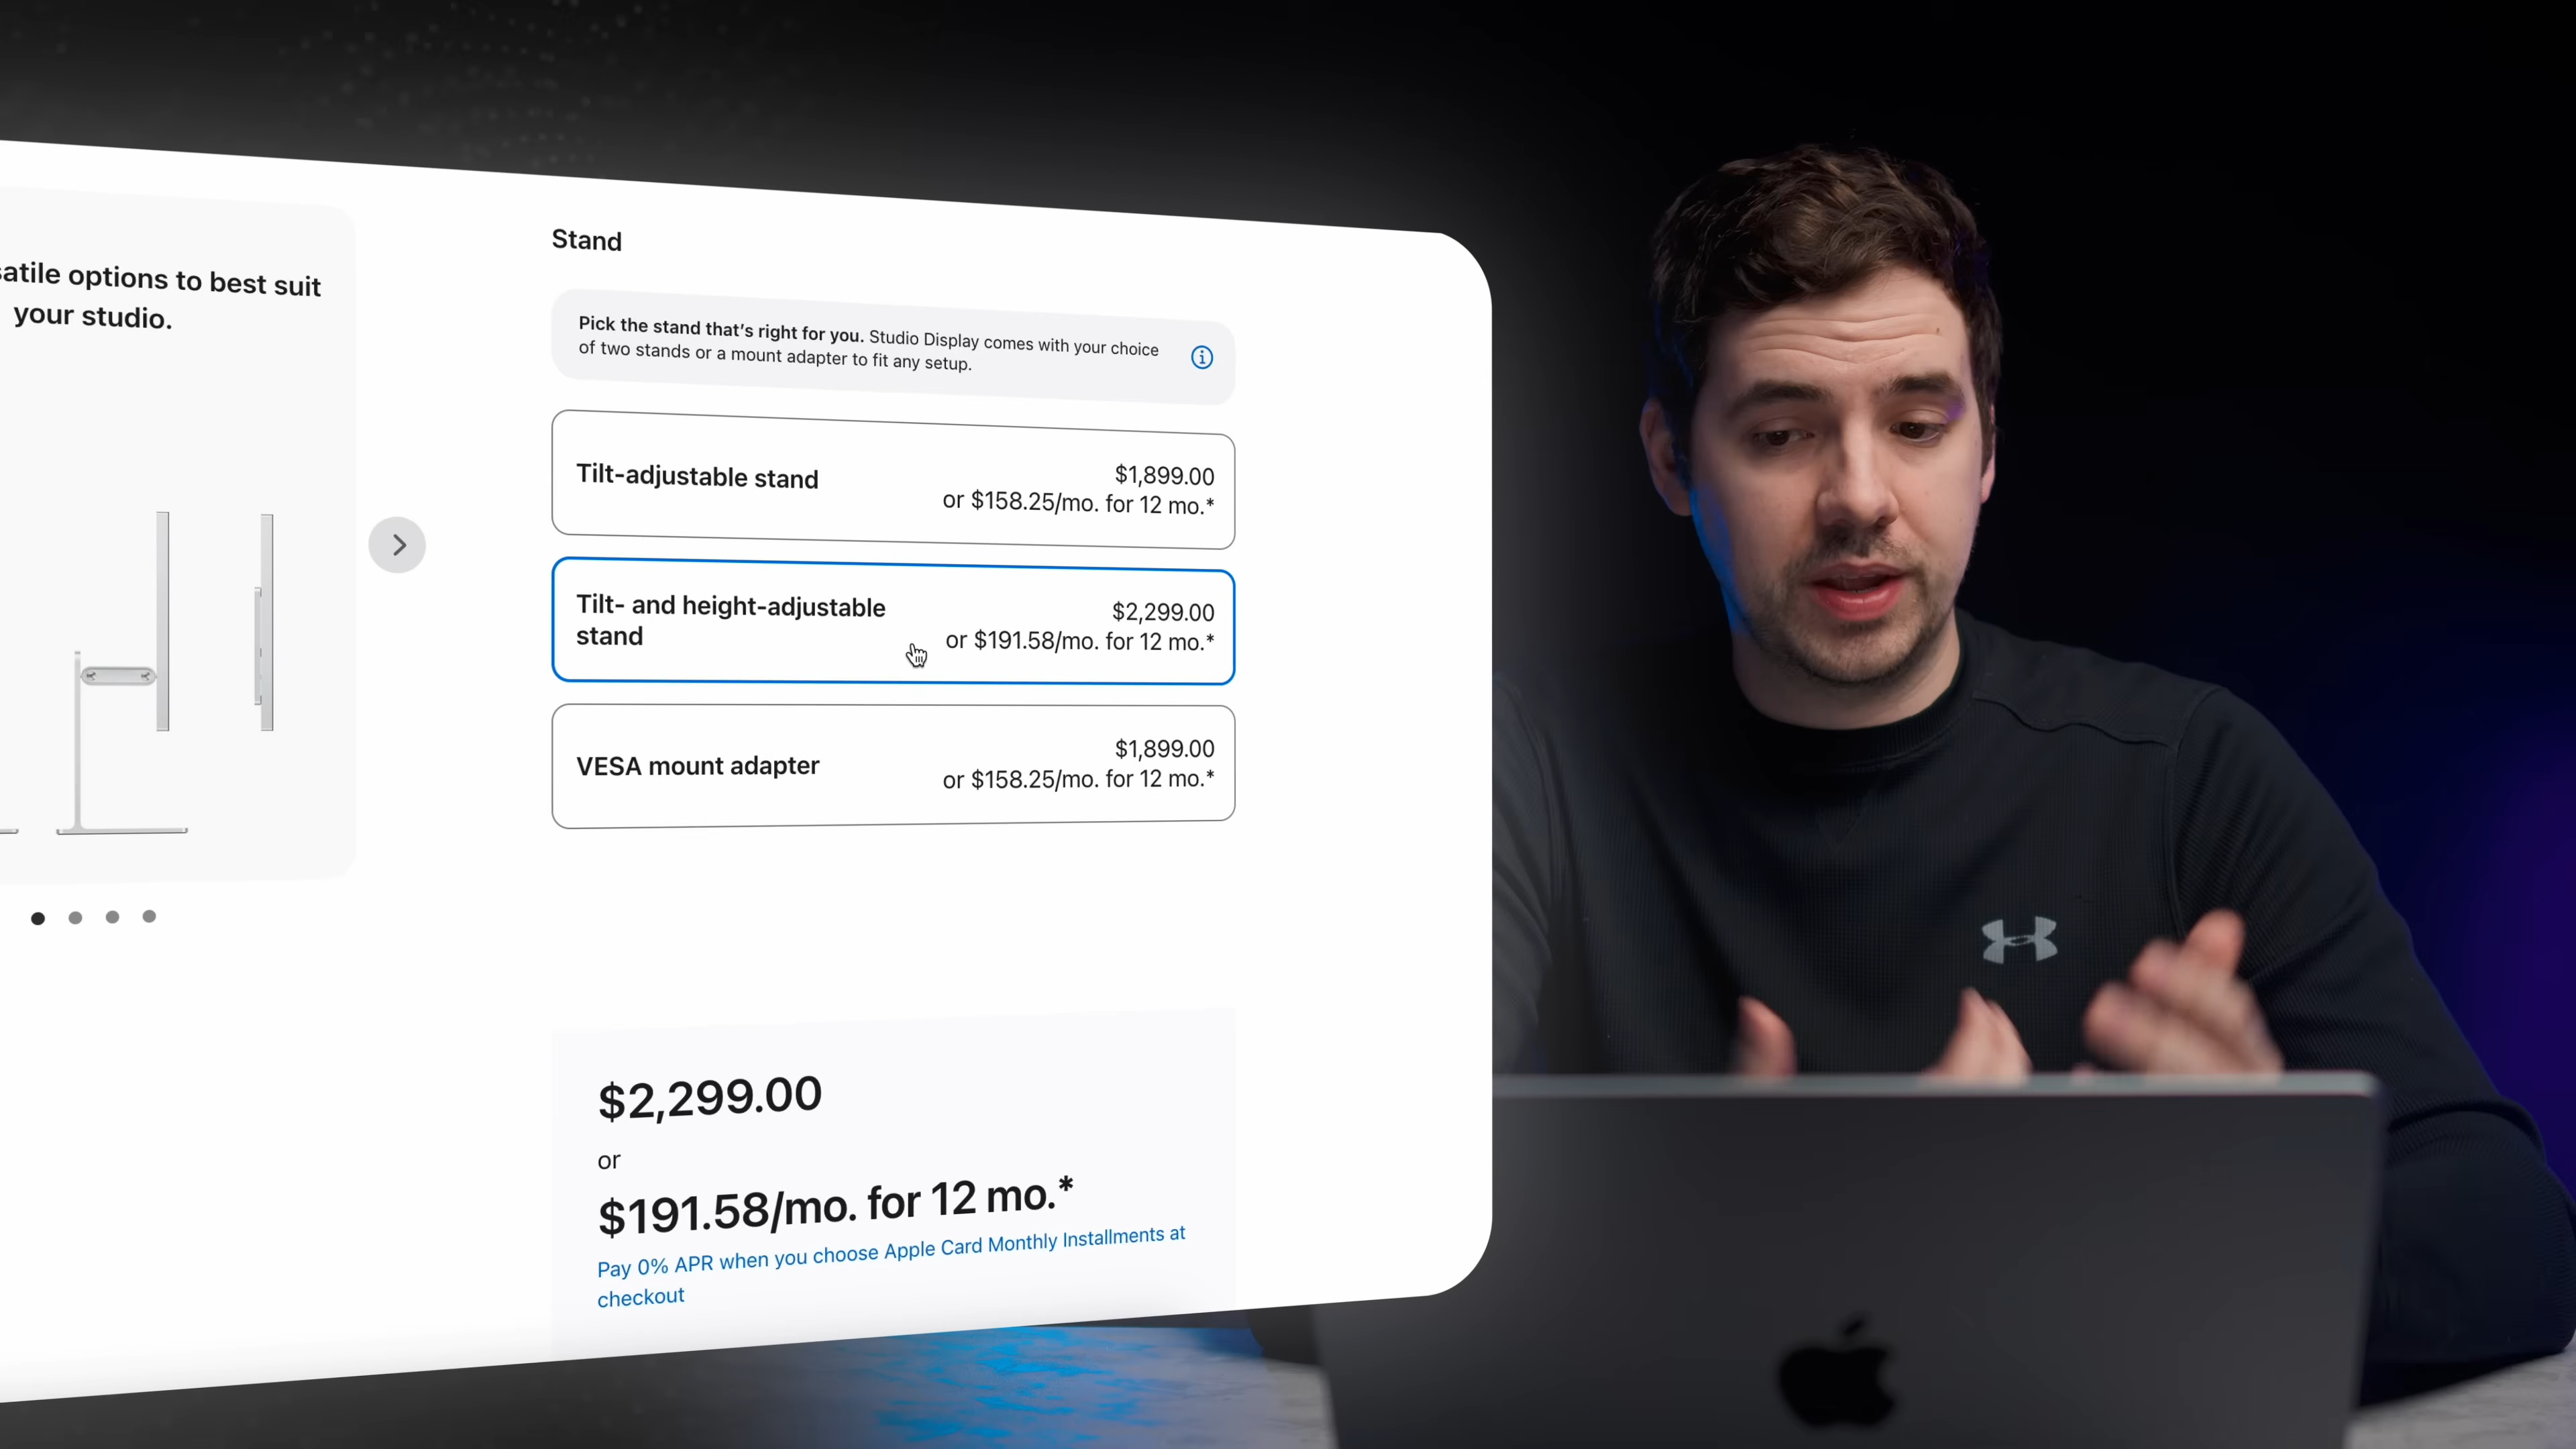 atile options to best suit
your studio.
Stand
Pick the stand that's right for you. Studio Display comes with your choice
of two stands or a mount adapter to fit any setup.
Tilt-adjustable stand
$1,899.00
or $158.25/mo. for 12 mo.*
Tilt- and height-adjustable
stand
$2,299.00
or $191.58/mo. for 12 mo.*
VESA mount adapter
$1,899.00
or $158.25/mo. for 12 mo.*
$2,299.00
or
$191.58/mo. for 12 mo.*
Pay 0% APR when you choose Apple Card Monthly Installments at
checkout